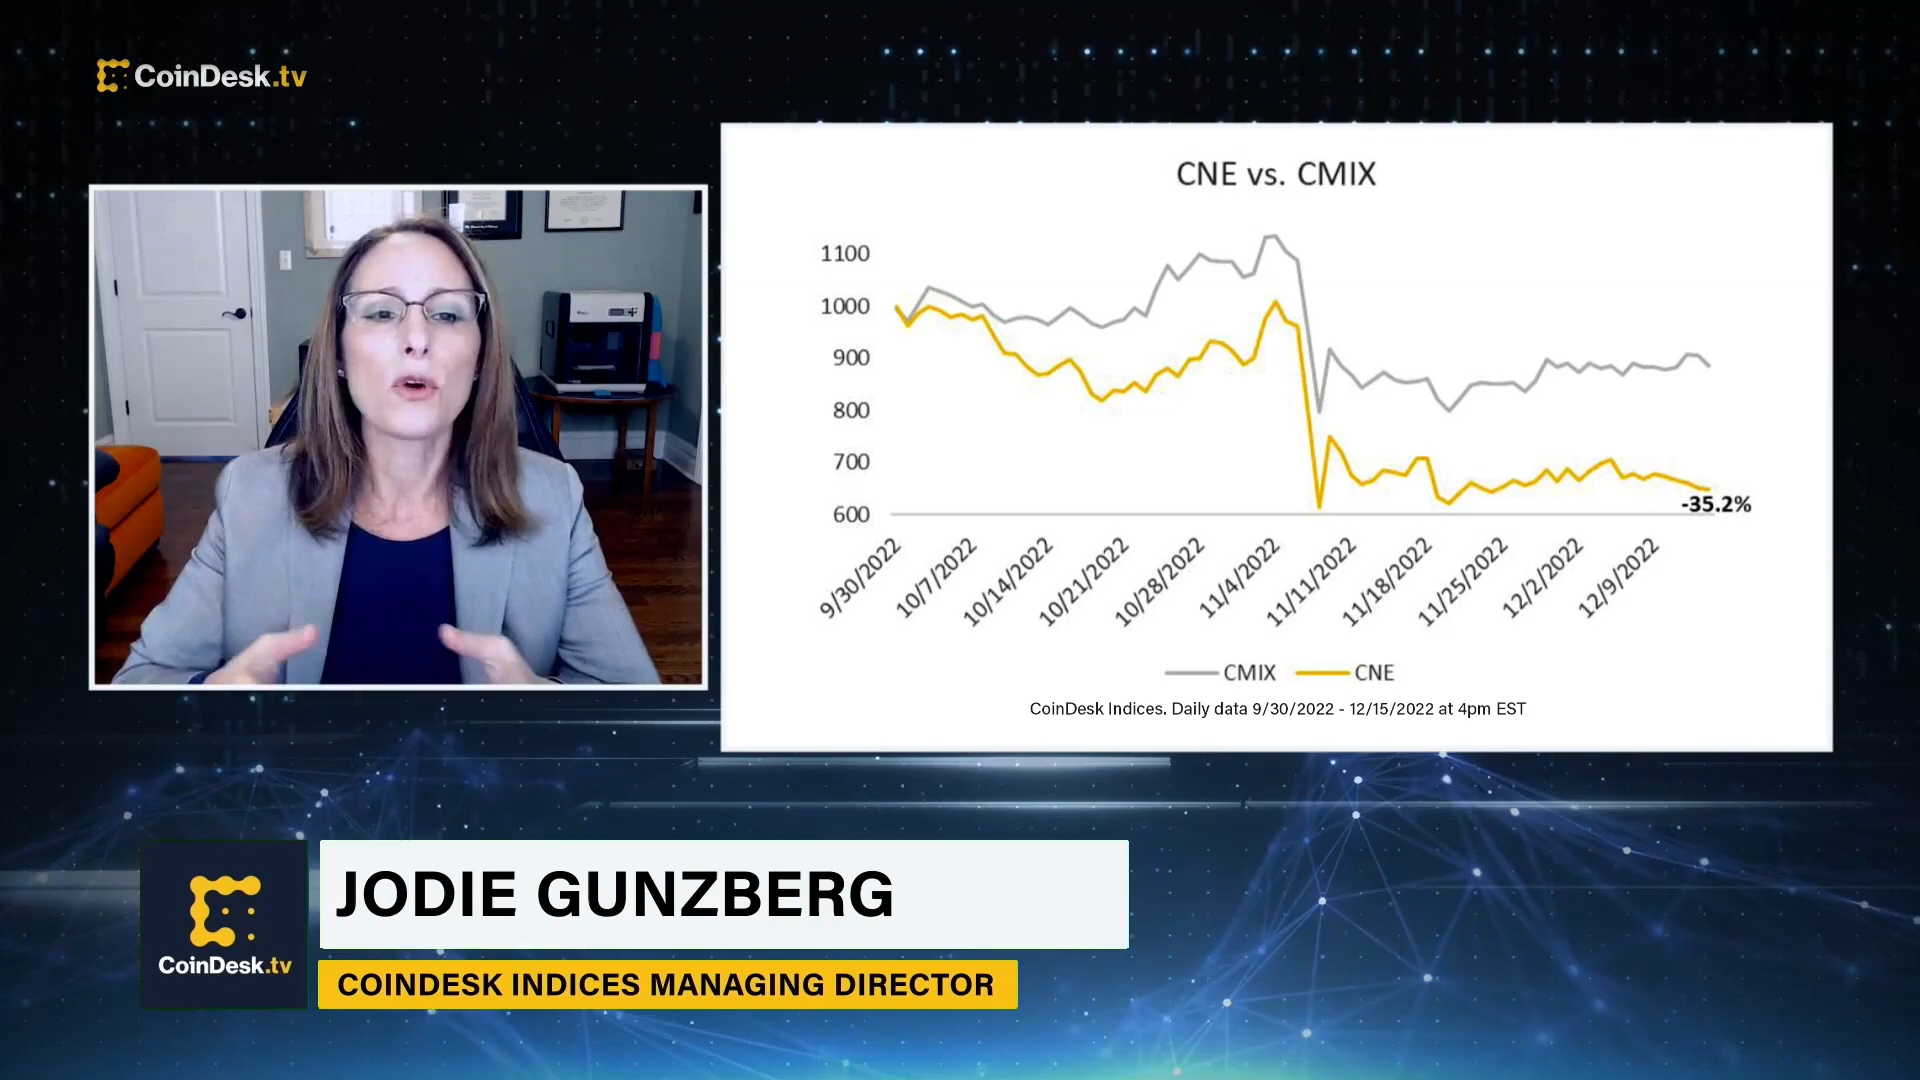 CoinDesk.tv
CNE vs. CMIX
1100
1000
900
800
700
600
-35.2%
9/30/2022
10/7/2022
10/14/2022
10/21/2022
10/28/2022
11/4/2022
11/11/2022
11/18/2022
11/25/2022
12/2/2022
12/9/2022
CMIX CNE
CoinDesk Indices. Daily data 9/30/2022 - 12/15/2022 at 4pm EST
JODIE GUNZBERG
CoinDesk.tv
COINDESK INDICES MANAGING DIRECTOR